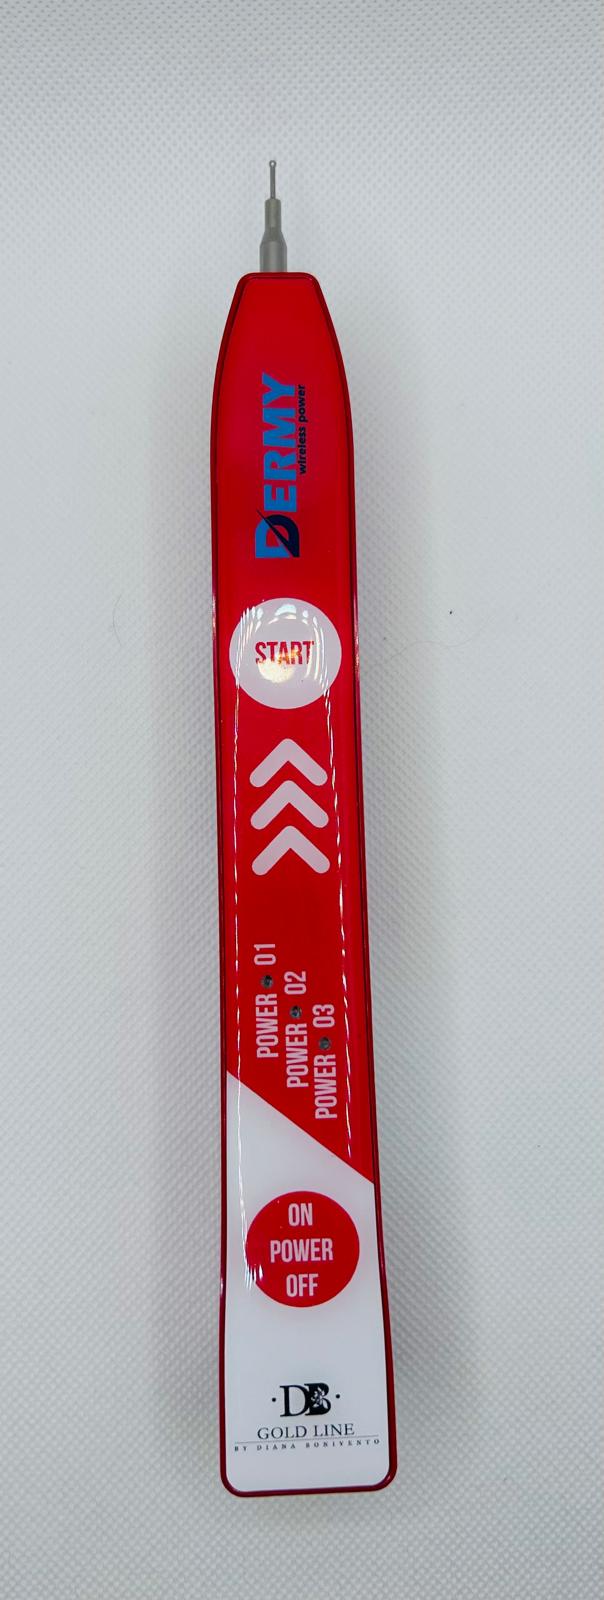 DERMY
wireless power
START
POWER 01
POWER 02
POWER 03
ON
POWER
OFF
·DB·
GOLD LINE
BY DIANA BONIVENTO